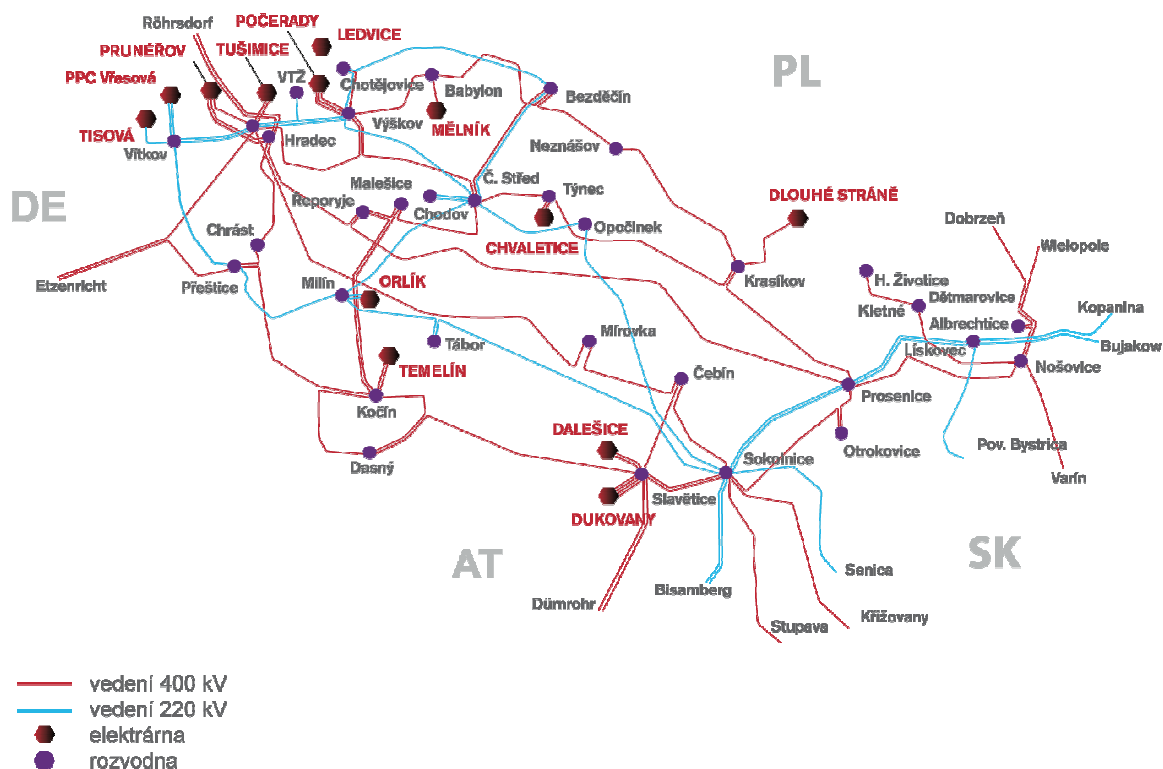 Röhrsdorf
POČERADY
LEDVICE
PRUNÉŘOV
TUŠIMICE
PL
PPC Vřasová
VTŽ
Chotějovice
Babylon
Bezděčín
MĚLNÍK
Výškov
TISOVÁ
Vítkov
Hradec
Neznášov
DE
Malešice
Č. Střed
Týnec
DLOUHÉ STRÁNĚ
Řeporyje
Chodov
Dobrzeń
Chrást
CHVALETICE
Opočínek
Wielopole
Etzenricht
Přeštice
Milín
ORLÍK
Krasíkov
H. Životice
Kletné
Dětmarovice
Kopanina
Albrechtice
Mírovka
Tábor
Lískovec
Bujakow
Nošovice
TEMELÍN
Čebín
Prosenice
Kočín
DALEŠICE
Otrokovice
Pov. Bystrica
Dasný
Sokolnice
Varín
Slavětice
DUKOVANY
AT
SK
Senica
Bisamberg
Dürnrohr
Křižovany
Stupava
vedení 400 kV
vedení 220 kV
elektrárna
rozvodna